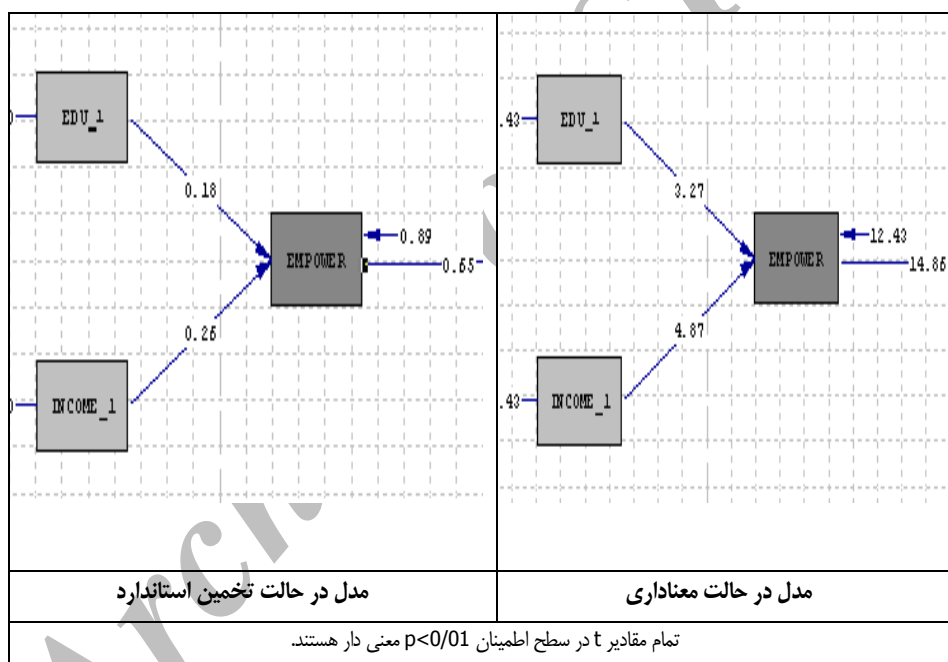 EDU_1
0.18
EMPOWER
0.89
0.65
0.26
INCOME_1
.43
EDU_1
3.27
EMPOWER
12.43
14.86
4.87
.43
INCOME_1
مدل در حالت معناداری
مدل در حالت تخمین استاندارد
تمام مقادیر t در سطح اطمینان p<0/01 معنی دار هستند.